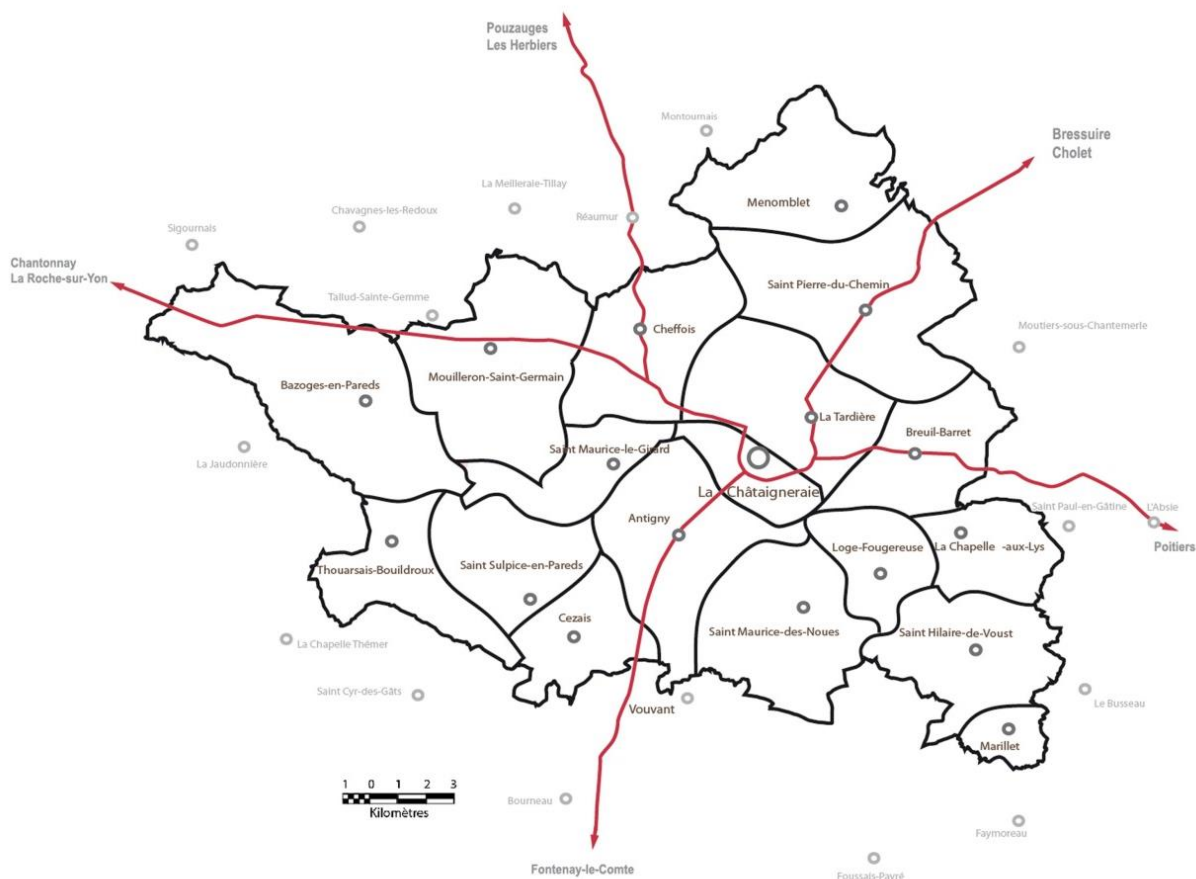 Pouzauges
Les Herbiers
Montournais
Bressuire
Cholet
La Meilleraie-Tillay
Menomblet
Chavagnes-les-Redoux
Réaumur
Sigournais
Chantonnay
La Roche-sur-Yon
Saint Pierre-du-Chemin
Tallud-Sainte-Gemme
Cheffois
Moutiers-sous-Chantemerle
Mouilleron-Saint-Germain
Bazoges-en-Pareds
La Tardière
Breuil-Barret
Saint Maurice-le-Girard
La Jaudonnière
La Châtaigneraie
Saint Paul-en-Gâtine
L'Absie
Antigny
Poitiers
Loge-Fougereuse
La Chapelle -aux-Lys
Thouarsais-Bouildroux
Saint Sulpice-en-Pareds
Cezais
Saint Maurice-des-Noues
Saint Hilaire-de-Voust
La Chapelle Thémer
Saint Cyr-des-Gâts
Le Busseau
Vouvant
Marillet
1 0 1 2 3
Kilomètres
Bourneau
Faymoreau
Fontenay-le-Comte
Foussais-Payré